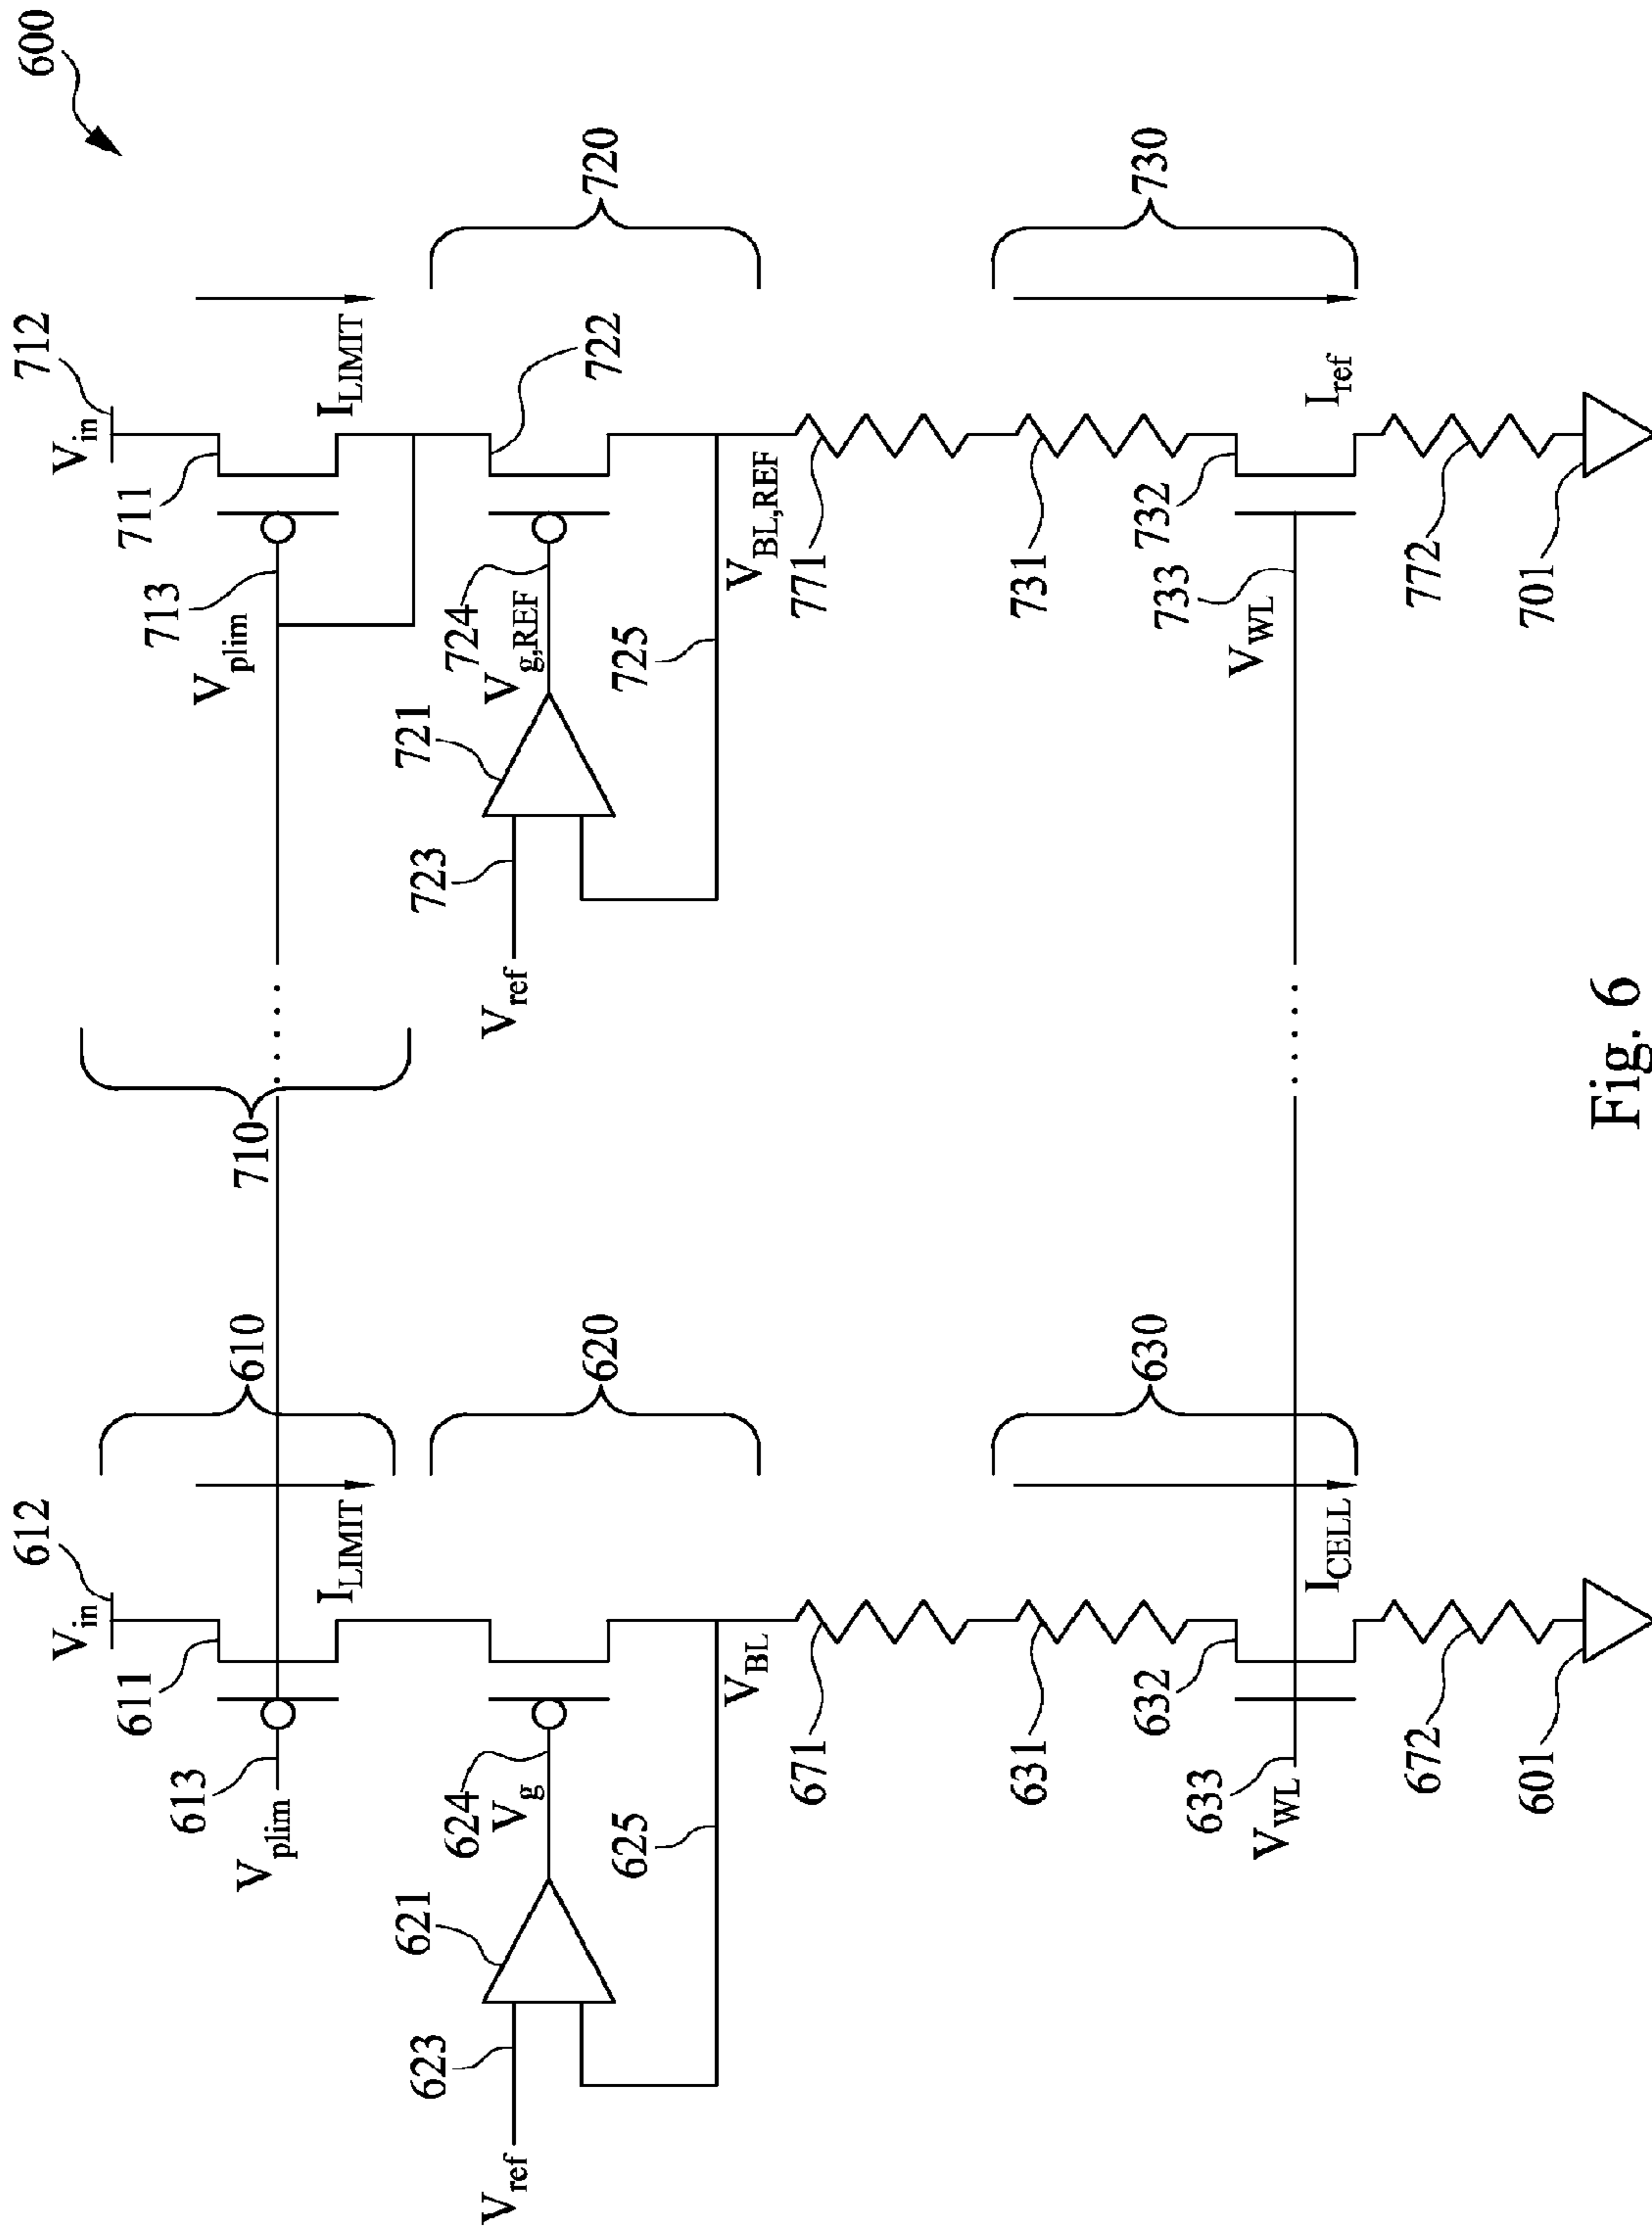 600
V_in
612
611
613
V_plim
I_LIMIT
610
710
V_in
712
711
713
V_plim
I_LIMIT
V_ref
623
621
624
V_g
625
V_BL
620
V_ref
723
721
724
V_g,REF
722
725
V_BL,REF
720
671
631
632
633
V_WL
I_CELL
630
672
601
771
731
732
733
V_WL
I_ref
730
772
701
Fig. 6